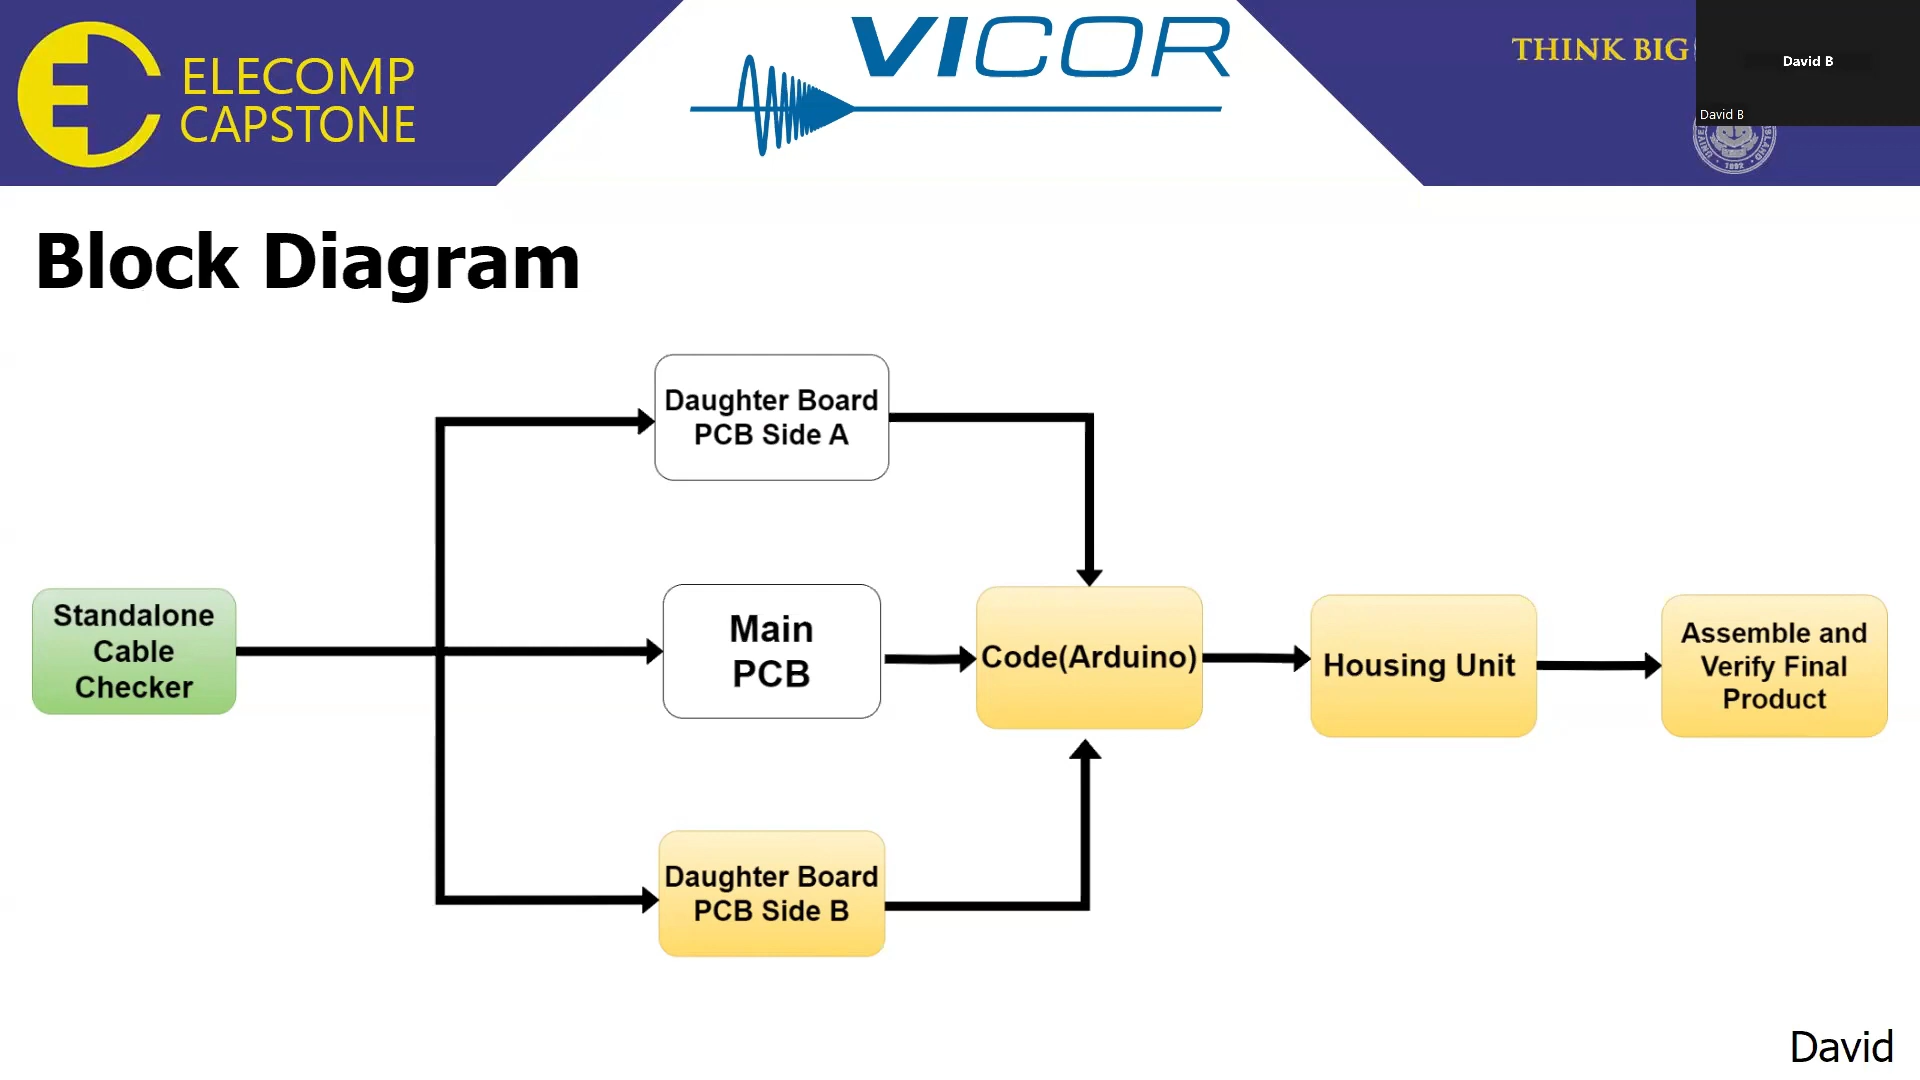 ELECOMP
CAPSTONE
VICOR
THINK BIG
David B
David B
1892
Block Diagram
Daughter Board
PCB Side A
Standalone
Cable
Checker
Main
PCB
Code(Arduino)
Housing Unit
Assemble and
Verify Final
Product
Daughter Board
PCB Side B
David